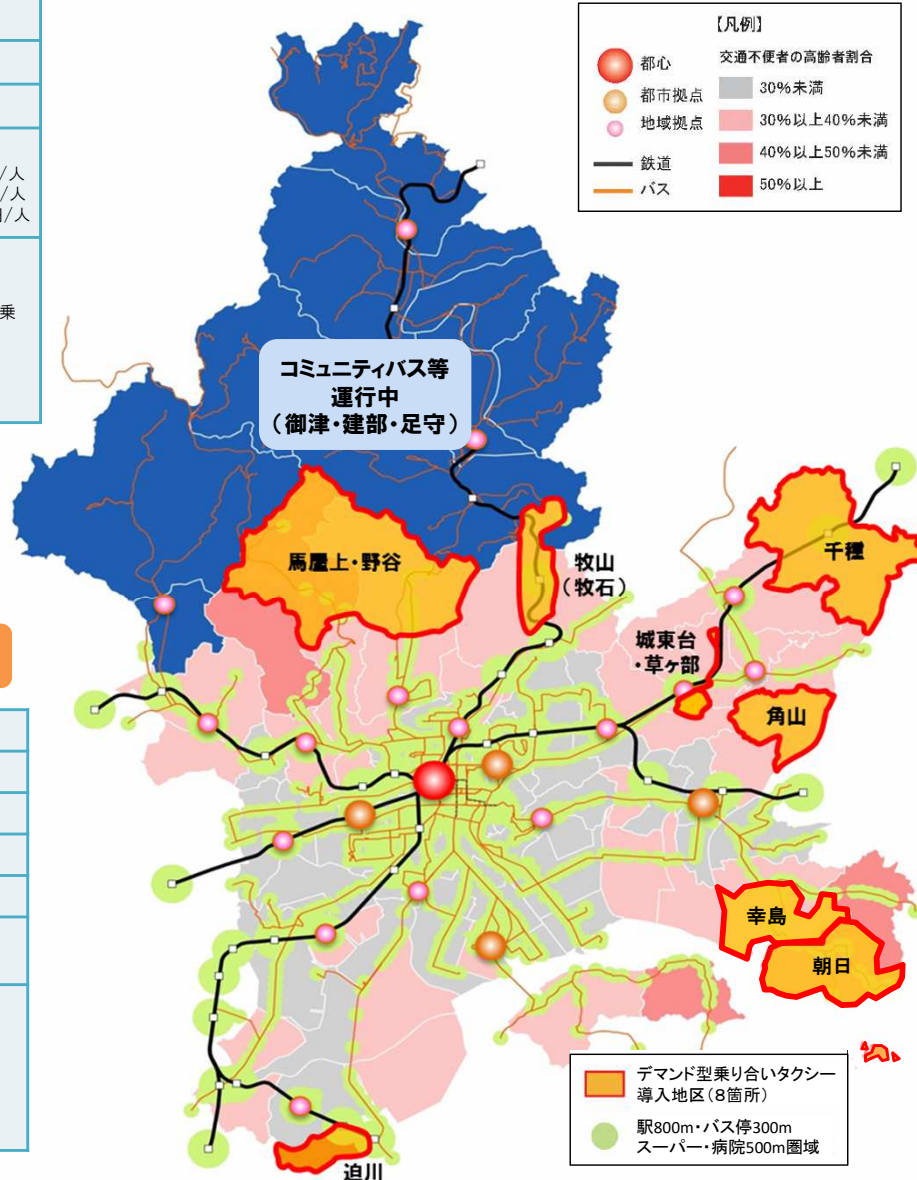 /人
/人
円/人
乗
【凡例】
都心
都市拠点
地域拠点
鉄道
バス
交通不便者の高齢者割合
30%未満
30%以上40%未満
40%以上50%未満
50%以上
コミュニティバス等
運行中
(御津・建部・足守)
馬屋上・野谷
牧山
(牧石)
千種
城東台
・草ヶ部
角山
幸島
朝日
迫川
デマンド型乗り合いタクシー
導入地区(8箇所)
駅800m・バス停300m
スーパー・病院500m圏域